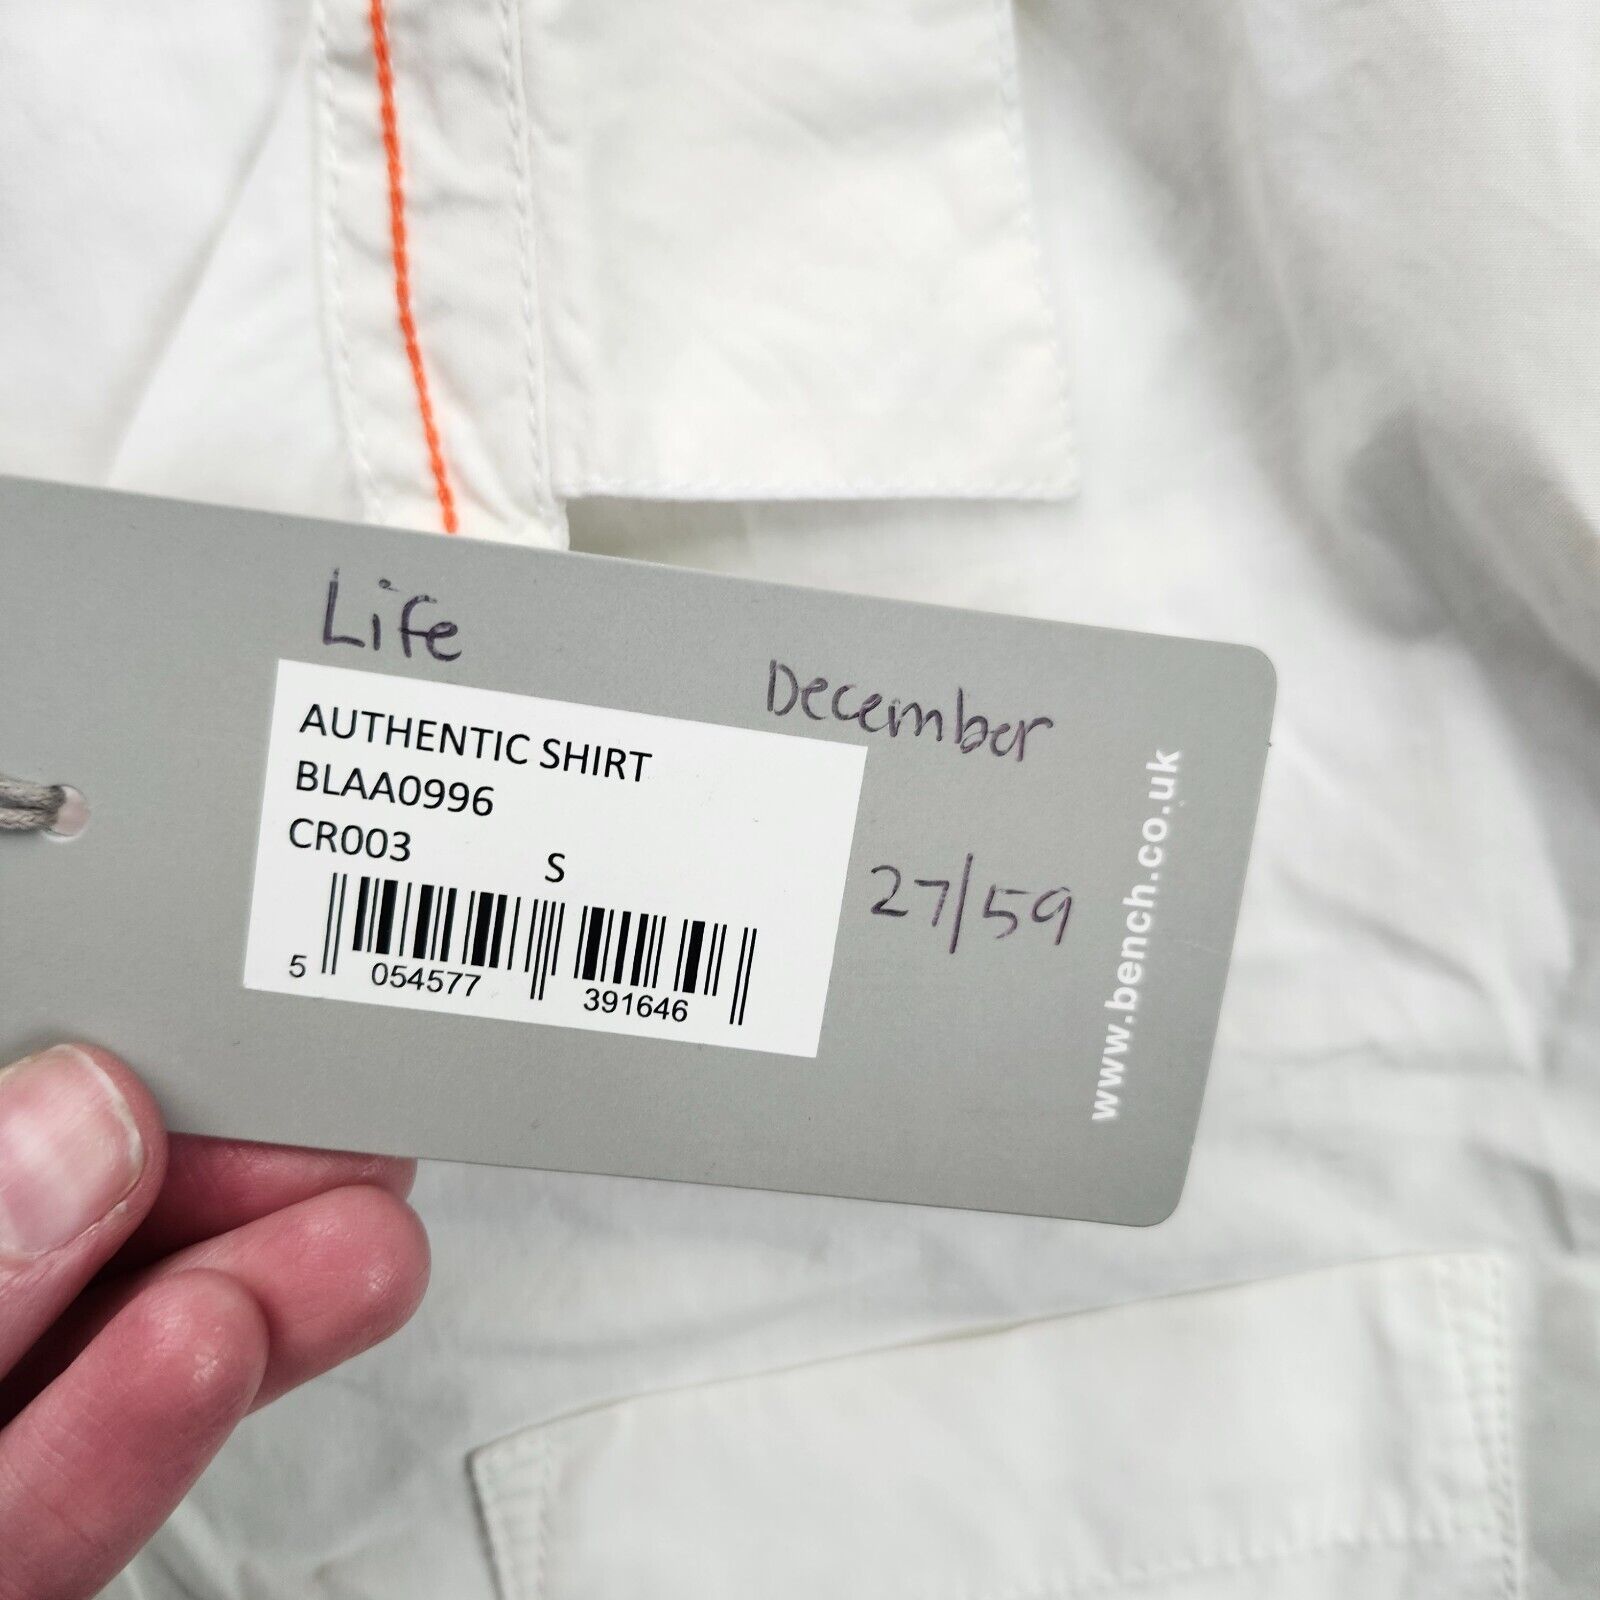 Life
December
AUTHENTIC SHIRT
BLAA0996
CR003 S
27/59
5 054577 391646
www.bench.co.uk